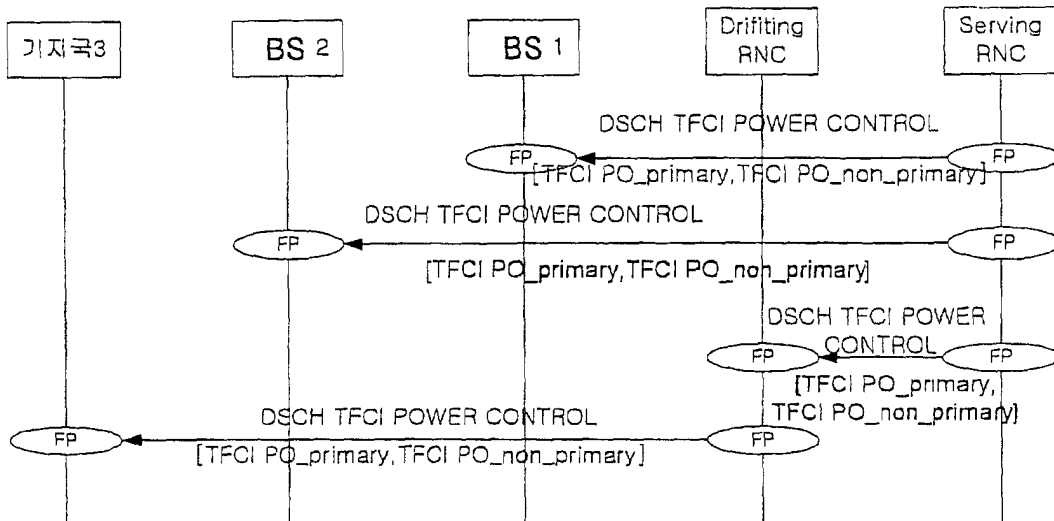 기지국3
BS 2
BS 1
Drifiting
RNC
Serving
RNC
DSCH TFCI POWER CONTROL
FP
FP
[TFCI PO_primary,TFCI PO_non_primary]
DSCH TFCI POWER CONTROL
FP
FP
[TFCI PO_primary,TFCI PO_non_primary]
DSCH TFCI POWER
CONTROL
FP
FP
[TFCI PO_primary,
TFCI PO_non_primary]
DSCH TFCI POWER CONTROL
FP
FP
[TFCI PO_primary,TFCI PO_non_primary]